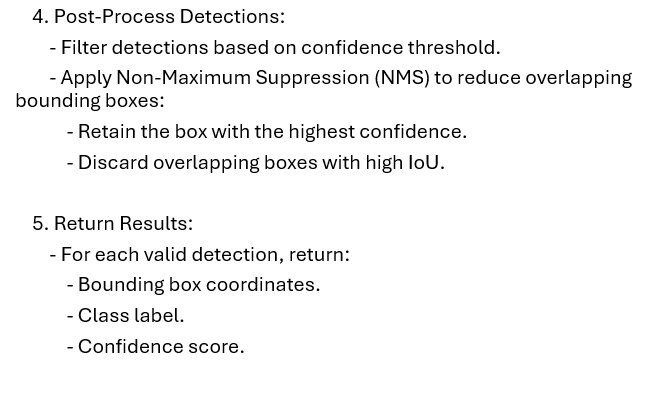 4. Post-Process Detections:
- Filter detections based on confidence threshold.
- Apply Non-Maximum Suppression (NMS) to reduce overlapping
bounding boxes:
- Retain the box with the highest confidence.
- Discard overlapping boxes with high IoU.
5. Return Results:
- For each valid detection, return:
- Bounding box coordinates.
- Class label.
- Confidence score.